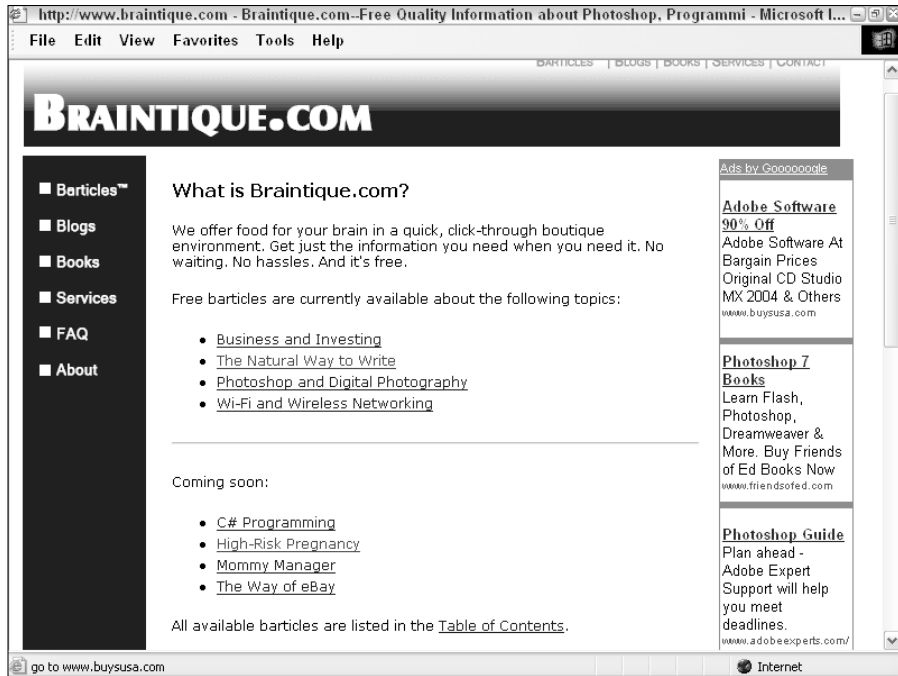 http://www.braintique.com - Braintique.com--Free Quality Information about Photoshop, Programmi - Microsoft I...
File Edit View Favorites Tools Help
BARTICLES | BLOGS | BOOKS | SERVICES | CONTACT
BRAINTIQUE.COM
Barticles™
Blogs
Books
Services
FAQ
About
What is Braintique.com?
We offer food for your brain in a quick, click-through boutique
environment. Get just the information you need when you need it. No
waiting. No hassles. And it's free.
Free barticles are currently available about the following topics:
Business and Investing
The Natural Way to Write
Photoshop and Digital Photography
Wi-Fi and Wireless Networking
Coming soon:
C# Programming
High-Risk Pregnancy
Mommy Manager
The Way of eBay
All available barticles are listed in the Table of Contents.
Ads by Goooooogle
Adobe Software
90% Off
Adobe Software At
Bargain Prices
Original CD Studio
MX 2004 & Others
www.buysusa.com
Photoshop 7
Books
Learn Flash,
Photoshop,
Dreamweaver &
More. Buy Friends
of Ed Books Now
www.friendsofed.com
Photoshop Guide
Plan ahead -
Adobe Expert
Support will help
you meet
deadlines.
www.adobeexperts.com/
go to www.buysusa.com
Internet